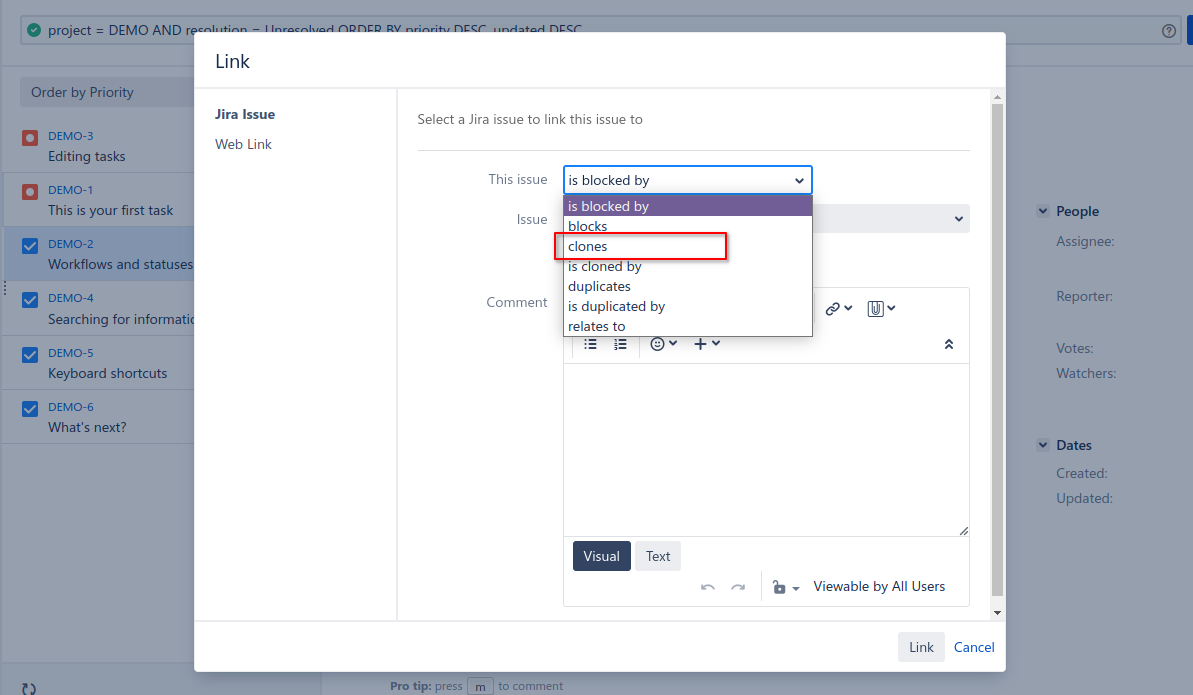 project = DEMO AND resolution = Unresolved ORDER BY priority DESC, updated DESC
Link
Order by Priority
DEMO-3
Editing tasks
DEMO-1
This is your first task
DEMO-2
Workflows and statuses
DEMO-4
Searching for informatio
DEMO-5
Keyboard shortcuts
DEMO-6
What's next?
Jira Issue
Web Link
Select a Jira issue to link this issue to
This issue
is blocked by
is blocked by
blocks
clones
is cloned by
duplicates
is duplicated by
relates to
Issue
Comment
Visual
Text
Viewable by All Users
Link
Cancel
People
Assignee:
Reporter:
Votes:
Watchers:
Dates
Created:
Updated:
Pro tip: press m to comment